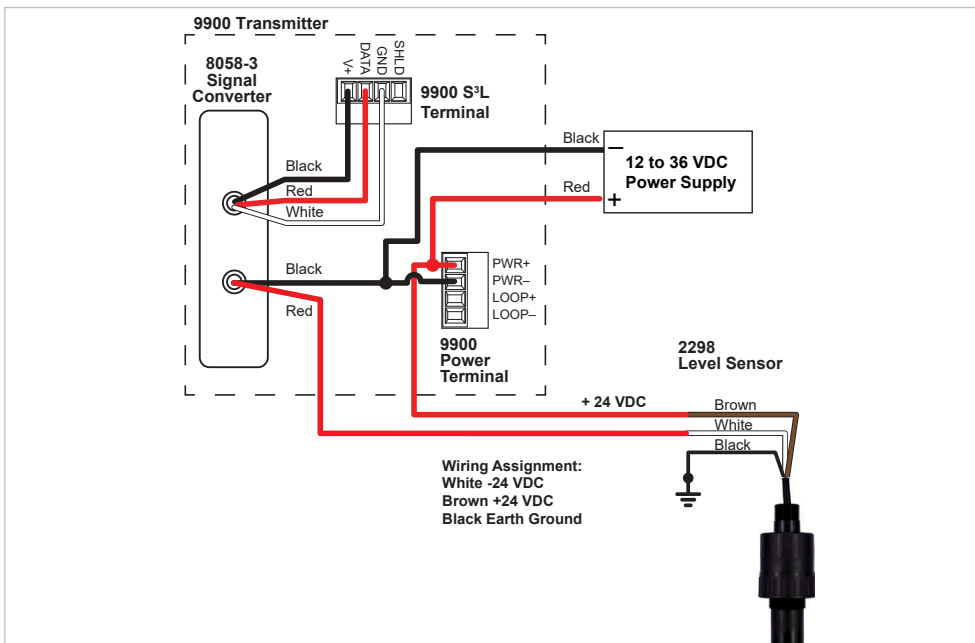 9900 Transmitter
8058-3
Signal
Converter
V+
DATA
GND
SHLD
9900 S³L
Terminal
Black
Red
White
Black
Red
Black
Red
–
+
12 to 36 VDC
Power Supply
PWR+
PWR–
LOOP+
LOOP–
9900
Power
Terminal
2298
Level Sensor
+ 24 VDC
Brown
White
Black
Wiring Assignment:
White -24 VDC
Brown +24 VDC
Black Earth Ground